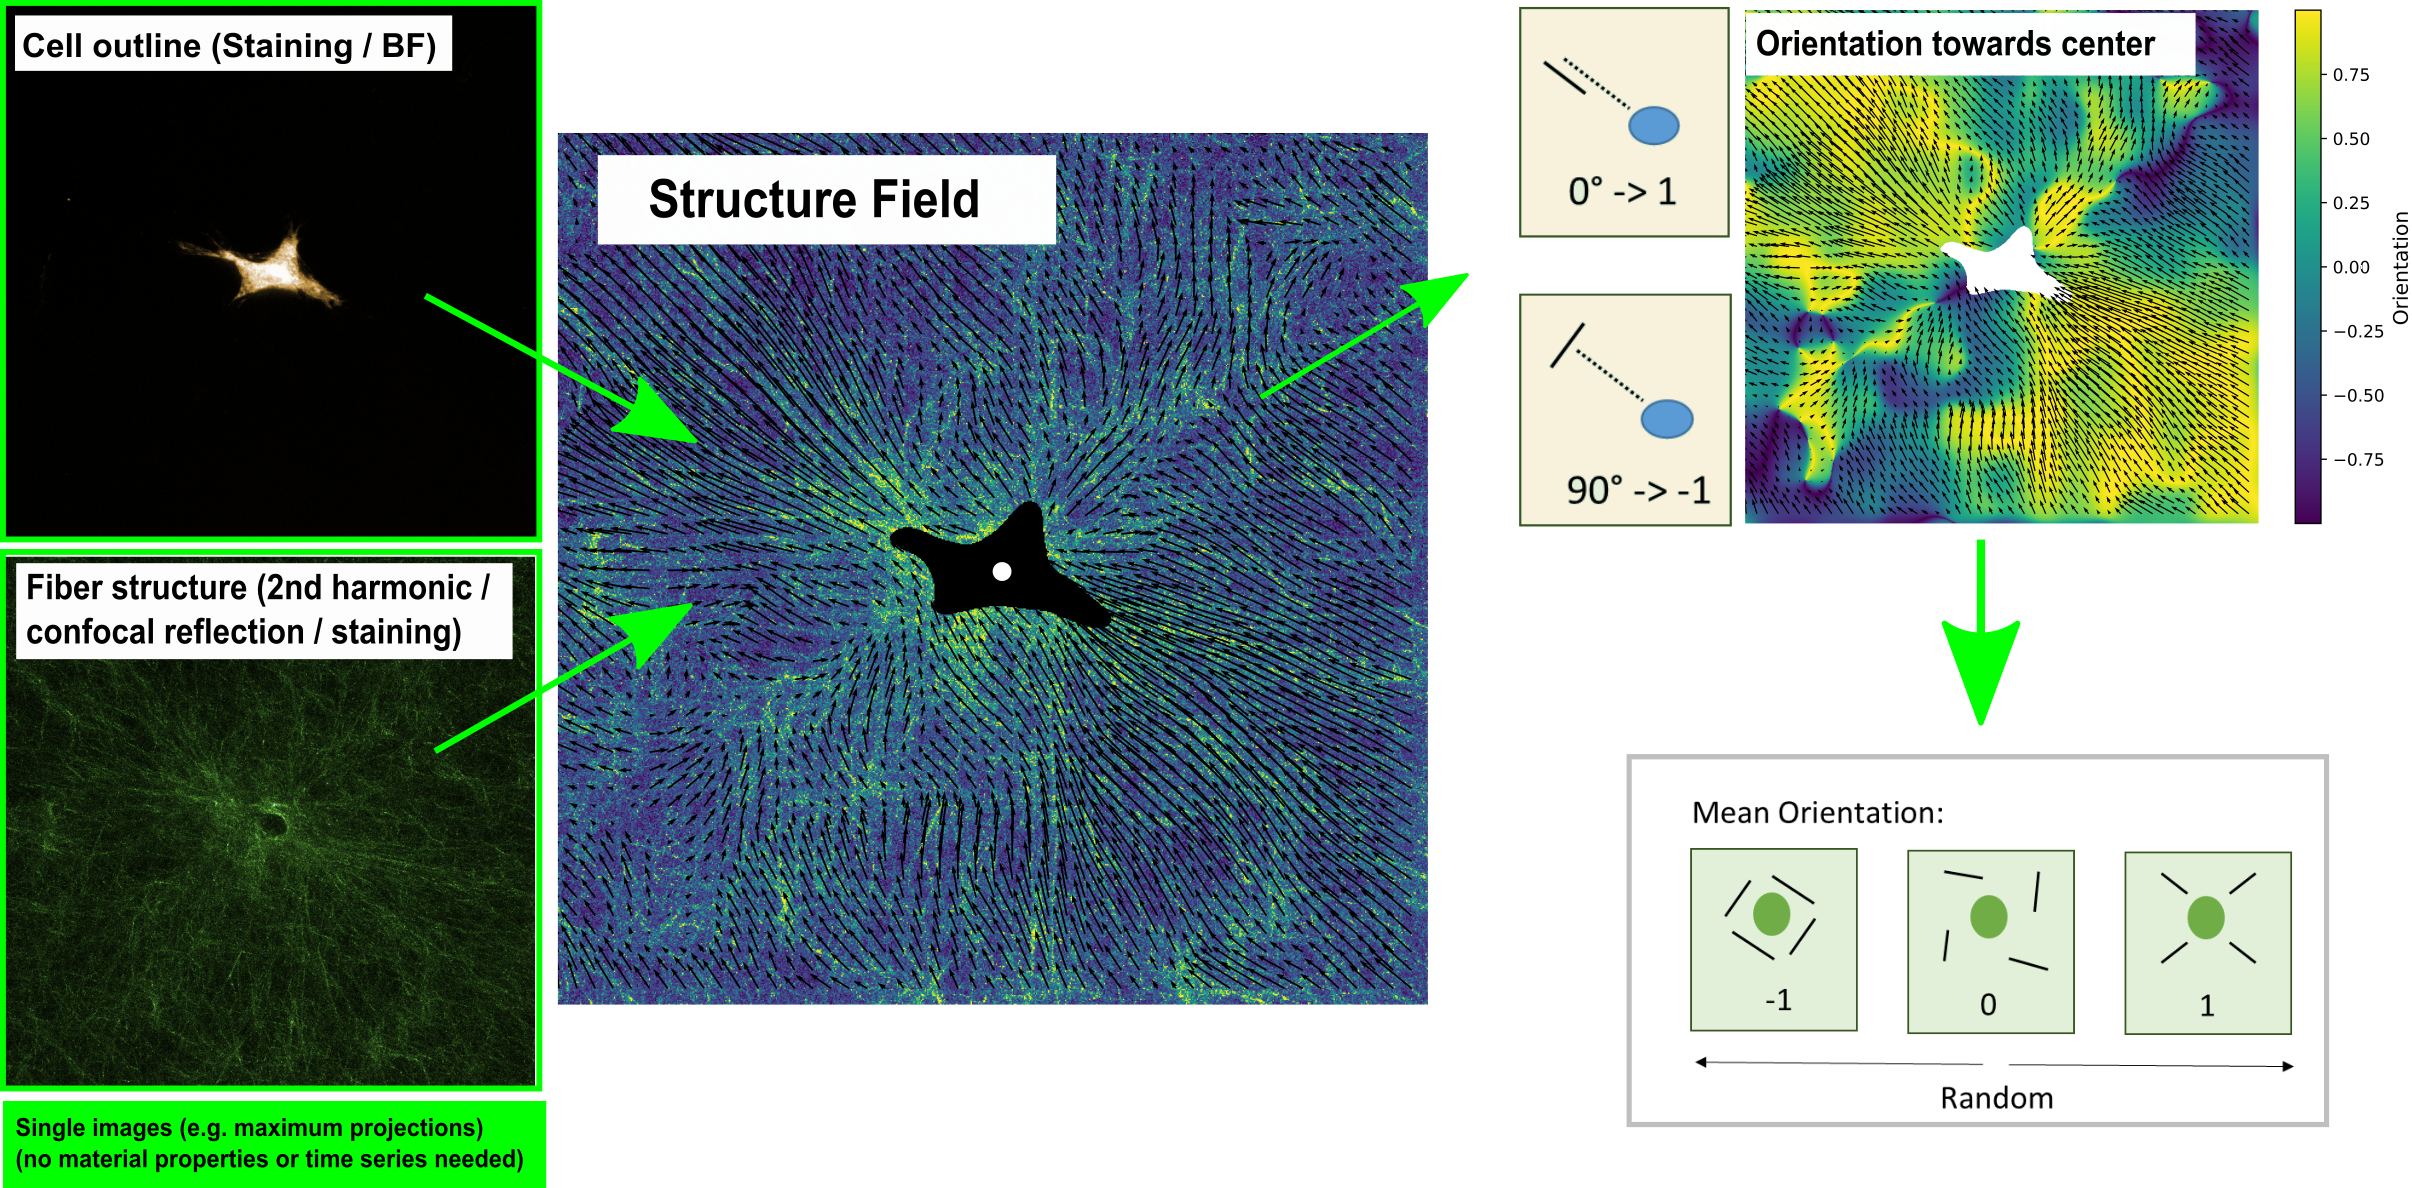 Cell outline (Staining / BF)
Fiber structure (2nd harmonic /
confocal reflection / staining)
Single images (e.g. maximum projections)
(no material properties or time series needed)
Structure Field
0° -> 1
90° -> -1
Orientation towards center
0.75
0.50
0.25
0.00
−0.25
−0.50
−0.75
Orientation
Mean Orientation:
-1
0
1
Random